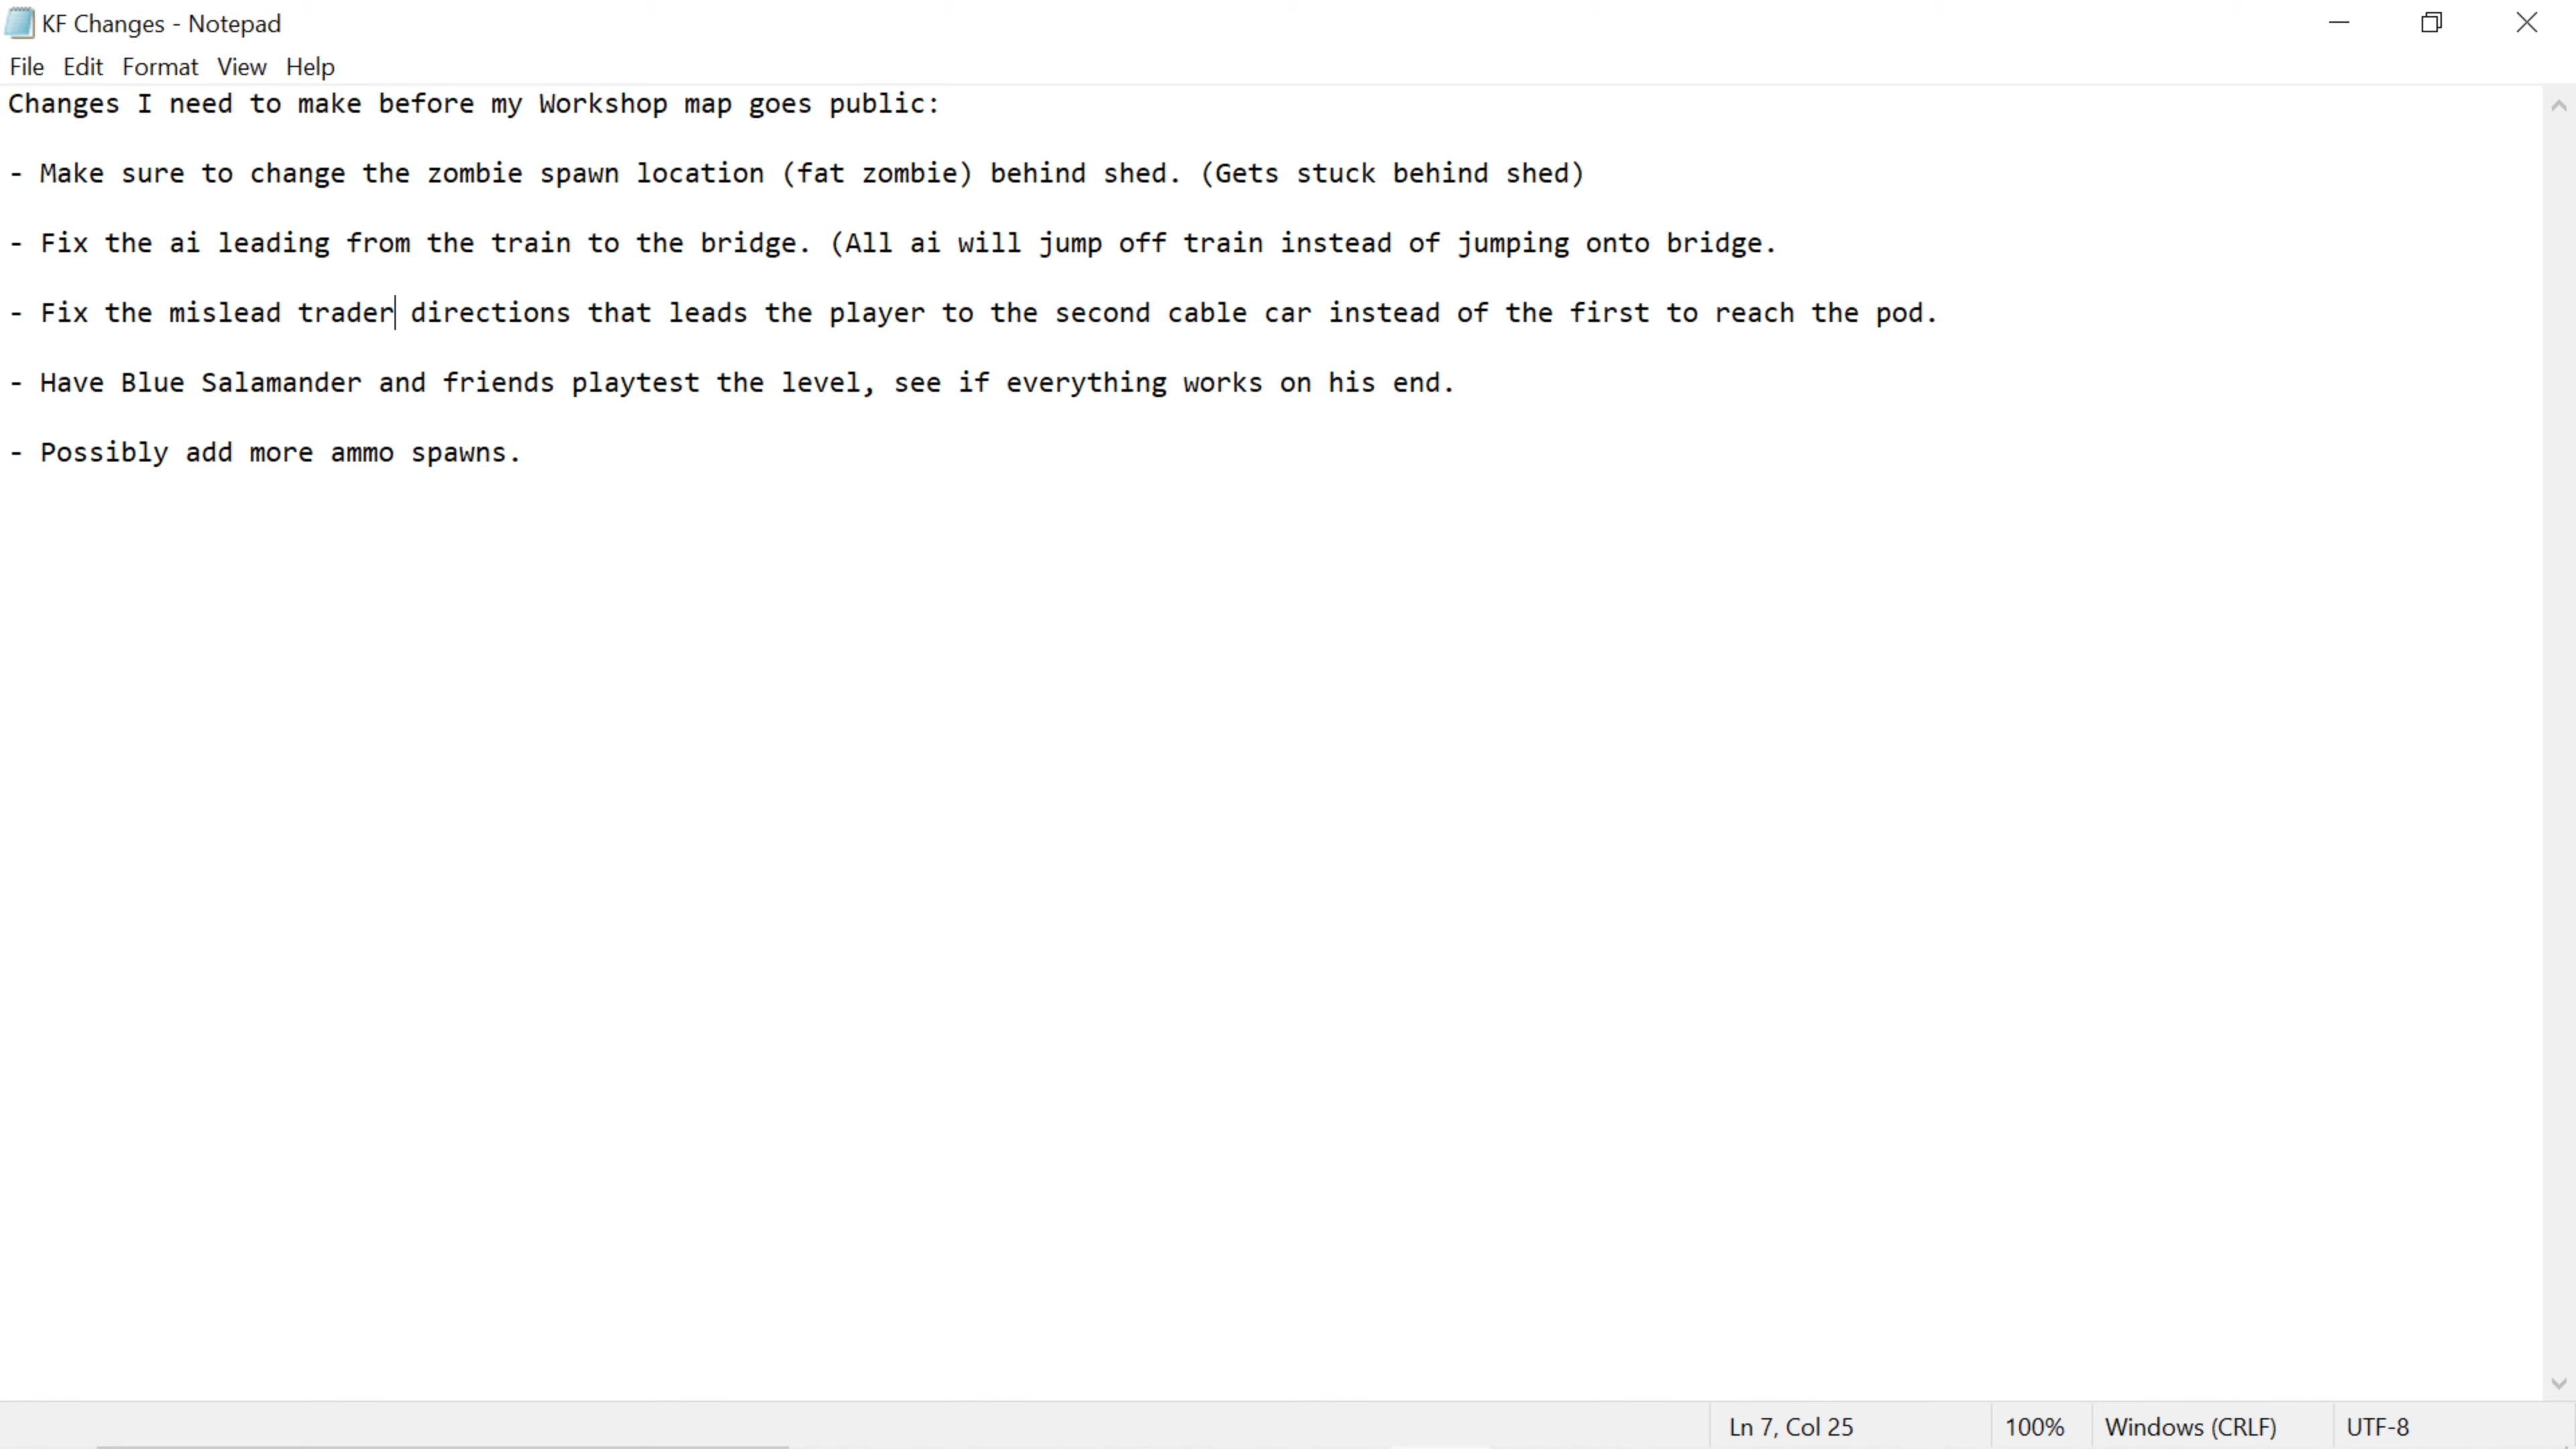 KF Changes - Notepad
File Edit Format View Help
Changes I need to make before my Workshop map goes public:
- Make sure to change the zombie spawn location (fat zombie) behind shed. (Gets stuck behind shed)
- Fix the ai leading from the train to the bridge. (All ai will jump off train instead of jumping onto bridge.
- Fix the mislead trader directions that leads the player to the second cable car instead of the first to reach the pod.
- Have Blue Salamander and friends playtest the level, see if everything works on his end.
- Possibly add more ammo spawns.
Ln 7, Col 25 100% Windows (CRLF) UTF-8